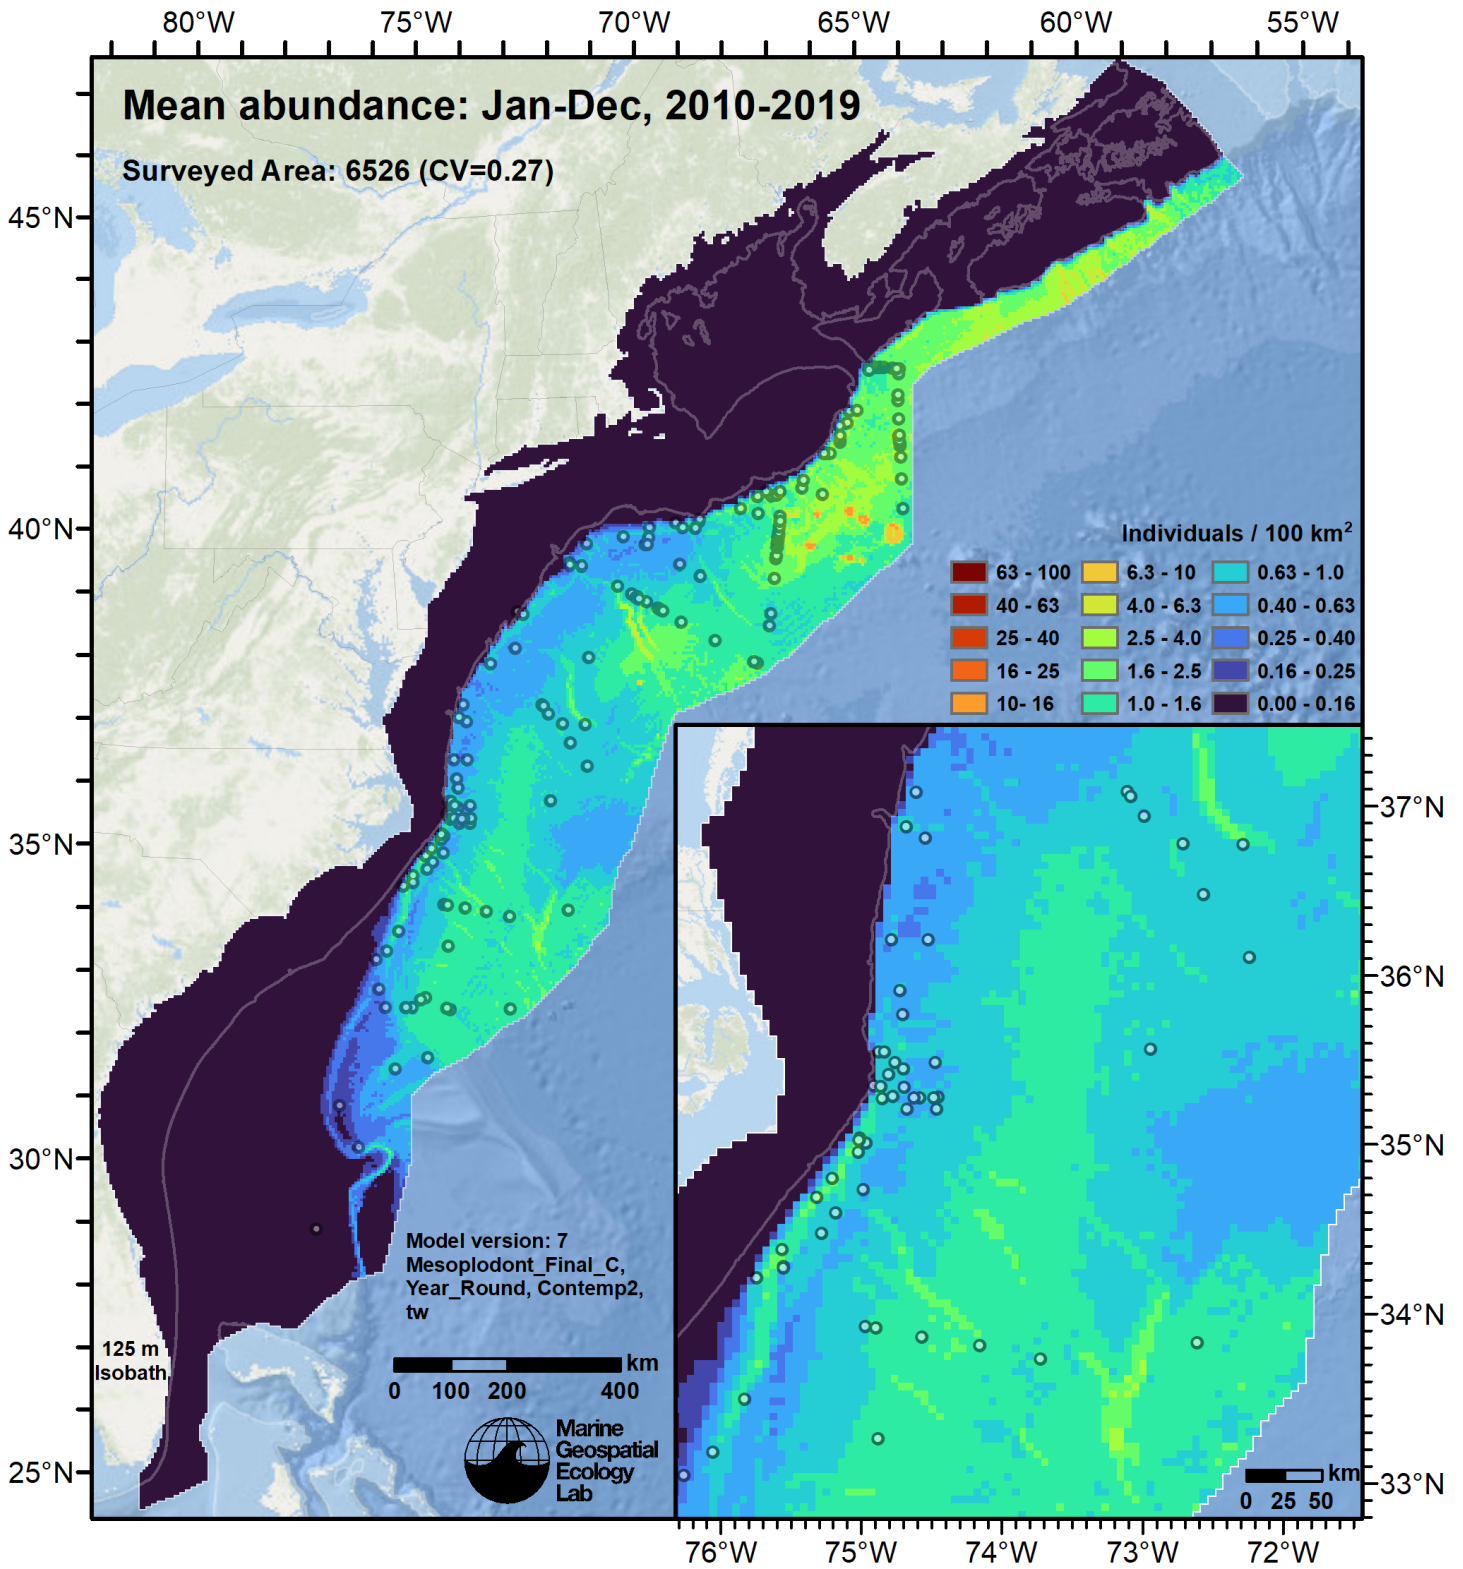 80°W 75°W 70°W 65°W 60°W 55°W
Mean abundance: Jan-Dec, 2010-2019
Surveyed Area: 6526 (CV=0.27)
45°N
40°N
35°N
30°N
25°N
Individuals / 100 km²
63 - 100 6.3 - 10 0.63 - 1.0
40 - 63 4.0 - 6.3 0.40 - 0.63
25 - 40 2.5 - 4.0 0.25 - 0.40
16 - 25 1.6 - 2.5 0.16 - 0.25
10- 16 1.0 - 1.6 0.00 - 0.16
37°N
36°N
35°N
34°N
33°N
Model version: 7
Mesoplodont_Final_C,
Year_Round, Contemp2,
tw
125 m
Isobath
km
0 100 200 400
Marine
Geospatial
Ecology
Lab
km
0 25 50
76°W 75°W 74°W 73°W 72°W